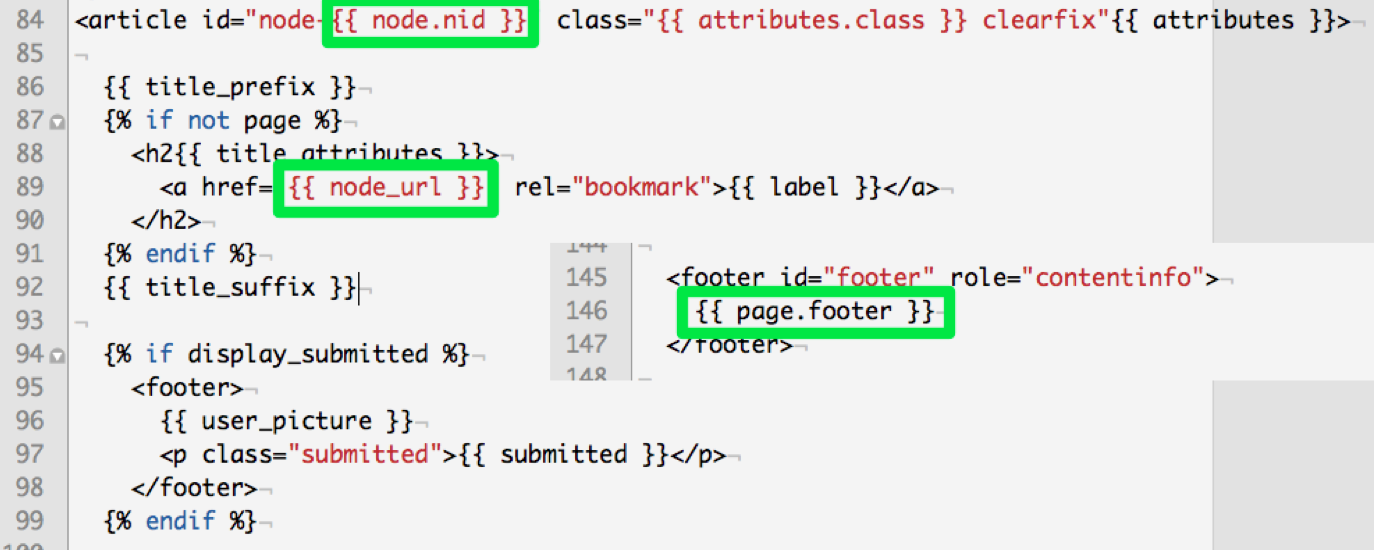 84 <article id="node-{{ node.nid }} class="{{ attributes.class }} clearfix"{{ attributes }}>¬
85 ¬
86 {{ title_prefix }}¬
87 {% if not page %}¬
88 <h2{{ title_attributes }}>¬
89 <a href={{ node_url }} rel="bookmark">{{ label }}</a>¬
90 </h2>¬
91 {% endif %}¬
92 {{ title_suffix }}¬
93 ¬
94 {% if display_submitted %}¬
95 <footer>¬
96 {{ user_picture }}¬
97 <p class="submitted">{{ submitted }}</p>¬
98 </footer>¬
99 {% endif %}¬
144 ¬
145 <footer id="footer" role="contentinfo">¬
146 {{ page.footer }}¬
147 </footer>¬
148 ¬